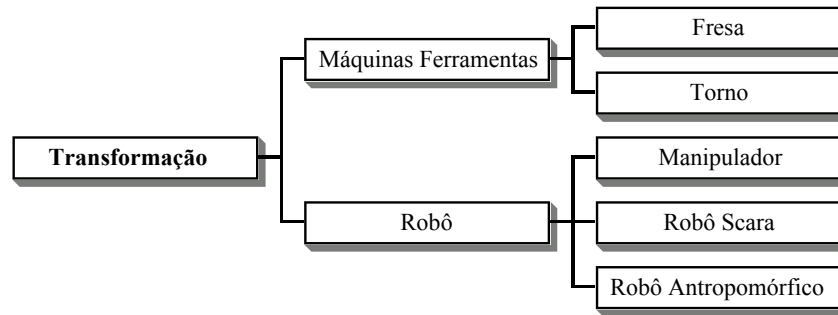 Transformação
Máquinas Ferramentas
Fresa
Torno
Robô
Manipulador
Robô Scara
Robô Antropomórfico